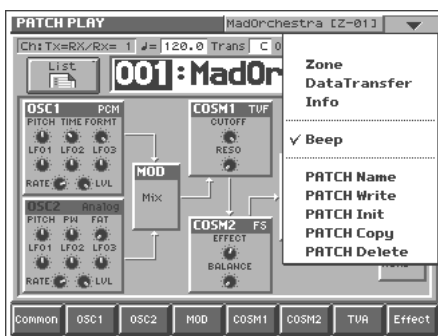 PATCH PLAY
MadOrchestra [Z-01]
Ch:Tx=RX/Rx= 1 ♩= 120.0 Trans C
List
001:MadOr
Zone
DataTransfer
Info
✓ Beep
PATCH Name
PATCH Write
PATCH Init
PATCH Copy
PATCH Delete
OSC1 PCM
PITCH TIME FORMT
LFO1 LFO2 LFO3
RATE LVL
OSC2 Analog
PITCH PW FAT
LFO1 LFO2 LFO3
RATE LVL
MOD
Mix
COSM1 TVF
CUTOFF
RESO
COSM2 FS
EFFECT
BALANCE
Common OSC1 OSC2 MOD COSM1 COSM2 TVA Effect